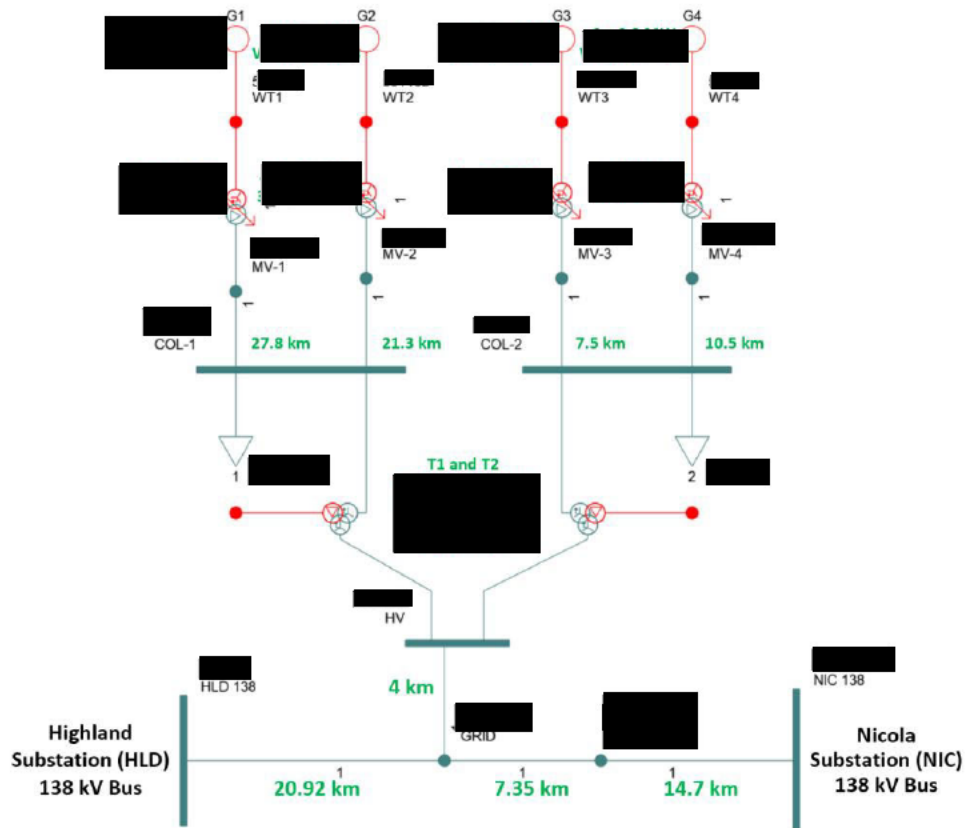 G1
G2
G3
G4
WT1
WT2
WT3
WT4
1
1
1
MV-1
MV-2
MV-3
MV-4
1
1
1
1
COL-1
27.8 km
21.3 km
COL-2
7.5 km
10.5 km
T1 and T2
1
2
HV
HLD 138
NIC 138
4 km
GRID
Highland
Substation (HLD)
138 kV Bus
Nicola
Substation (NIC)
138 kV Bus
1
1
1
20.92 km
7.35 km
14.7 km